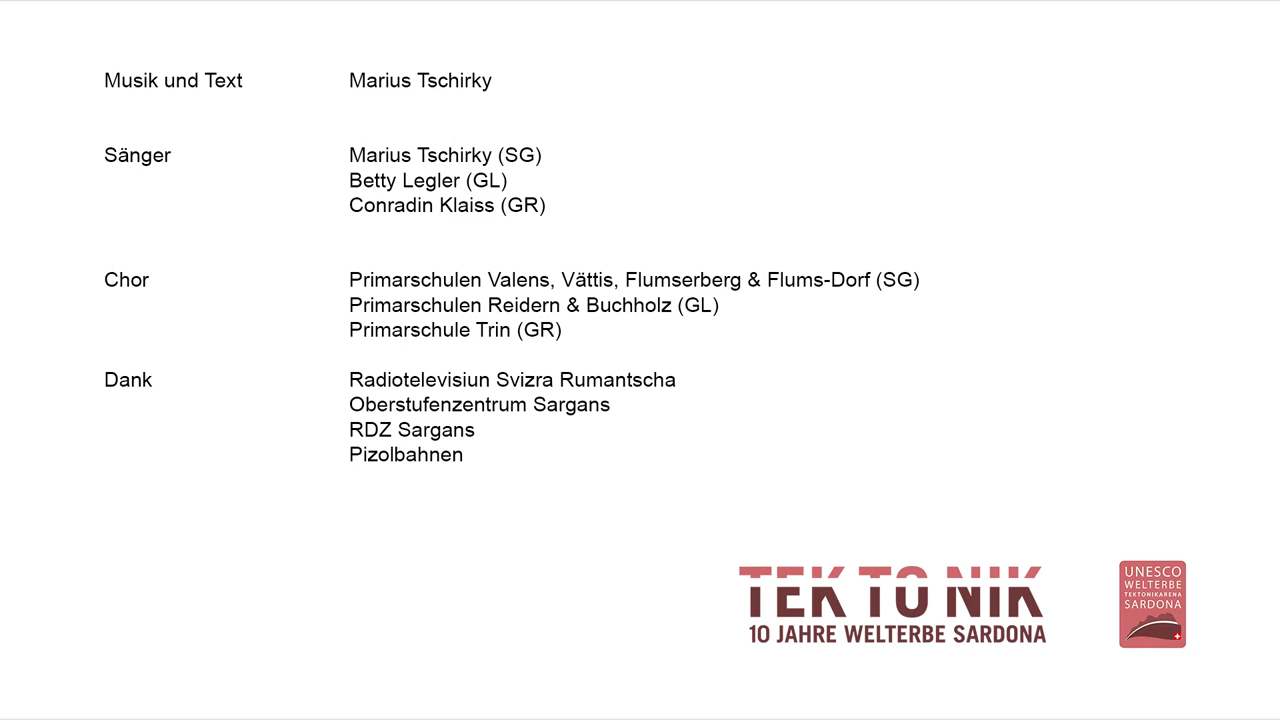 Musik und Text Marius Tschirky
Sänger Marius Tschirky (SG)
Betty Legler (GL)
Conradin Klaiss (GR)
Chor Primarschulen Valens, Vättis, Flumserberg & Flums-Dorf (SG)
Primarschulen Reidern & Buchholz (GL)
Primarschule Trin (GR)
Dank Radiotelevisiun Svizra Rumantscha
Oberstufenzentrum Sargans
RDZ Sargans
Pizolbahnen
TEK TO NIK
10 JAHRE WELTERBE SARDONA
UNESCO
WELTERBE
TEKTONIKARENA
SARDONA